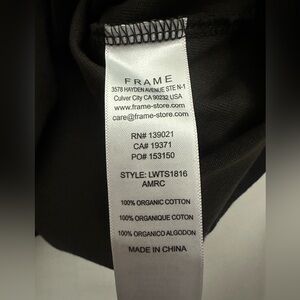 FRAME
3578 HAYDEN AVENUE STE N-1
Culver City CA 90232 USA
www.frame-store.com
care@frame-store.com
RN# 139021
CA# 19371
PO# 153150
STYLE: LWTS1816
AMRC
100% ORGANIC COTTON
100% ORGANIQUE COTON
100% ORGANICO ALGODON
MADE IN CHINA